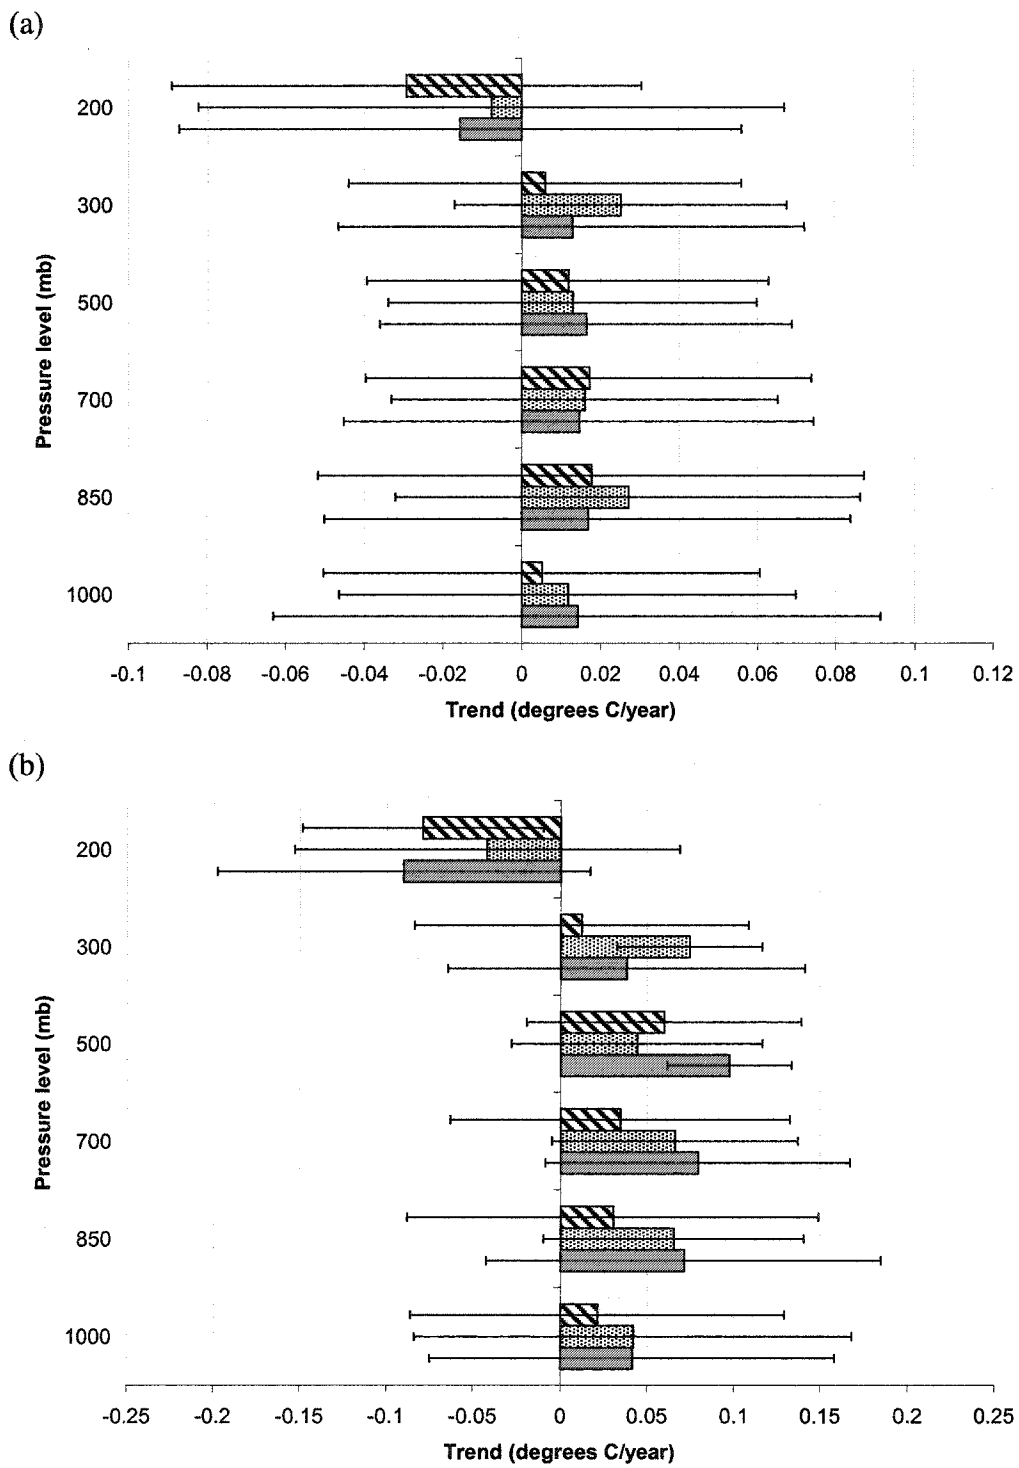 (a)
200
300
500
700
850
1000
Pressure level (mb)
-0.1 -0.08 -0.06 -0.04 -0.02 0 0.02 0.04 0.06 0.08 0.1 0.12
Trend (degrees C/year)
(b)
200
300
500
700
850
1000
Pressure level (mb)
-0.25 -0.2 -0.15 -0.1 -0.05 0 0.05 0.1 0.15 0.2 0.25
Trend (degrees C/year)